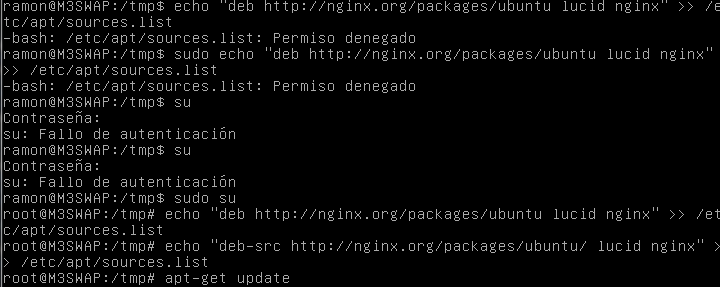 ramon@M3SWAP:/tmp$ echo "deb http://nginx.org/packages/ubuntu lucid nginx" >> /e
tc/apt/sources.list
-bash: /etc/apt/sources.list: Permiso denegado
ramon@M3SWAP:/tmp$ sudo echo "deb http://nginx.org/packages/ubuntu lucid nginx"
>> /etc/apt/sources.list
-bash: /etc/apt/sources.list: Permiso denegado
ramon@M3SWAP:/tmp$ su
Contraseña:
su: Fallo de autenticación
ramon@M3SWAP:/tmp$ su
Contraseña:
su: Fallo de autenticación
ramon@M3SWAP:/tmp$ sudo su
root@M3SWAP:/tmp# echo "deb http://nginx.org/packages/ubuntu lucid nginx" >> /et
c/apt/sources.list
root@M3SWAP:/tmp# echo "deb-src http://nginx.org/packages/ubuntu/ lucid nginx" >
> /etc/apt/sources.list
root@M3SWAP:/tmp# apt-get update